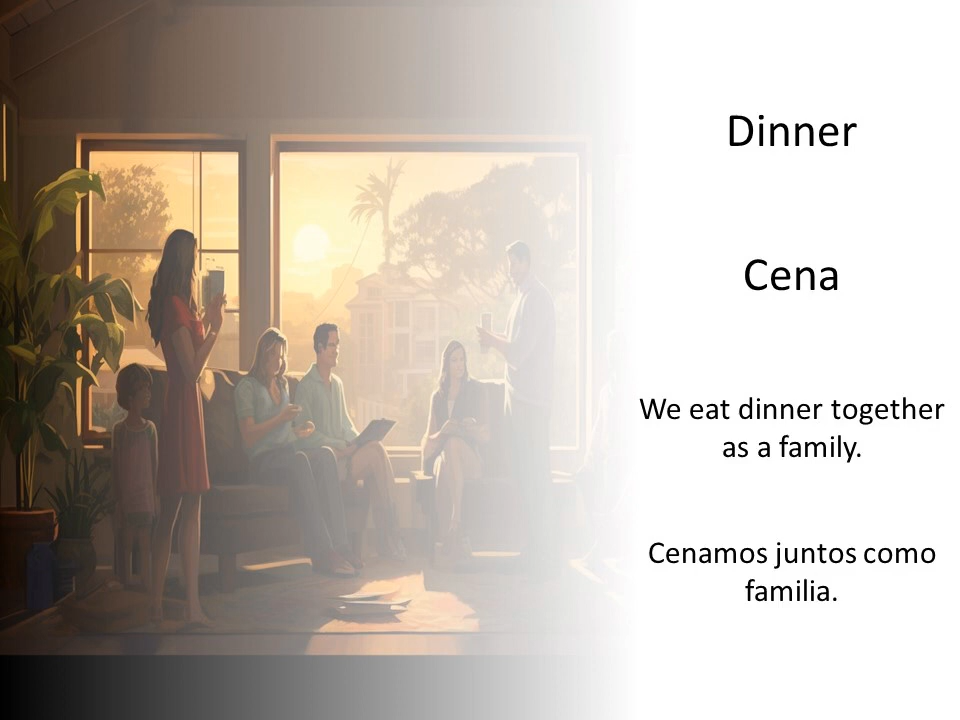 Dinner
Cena
We eat dinner together
as a family.
Cenamos juntos como
familia.